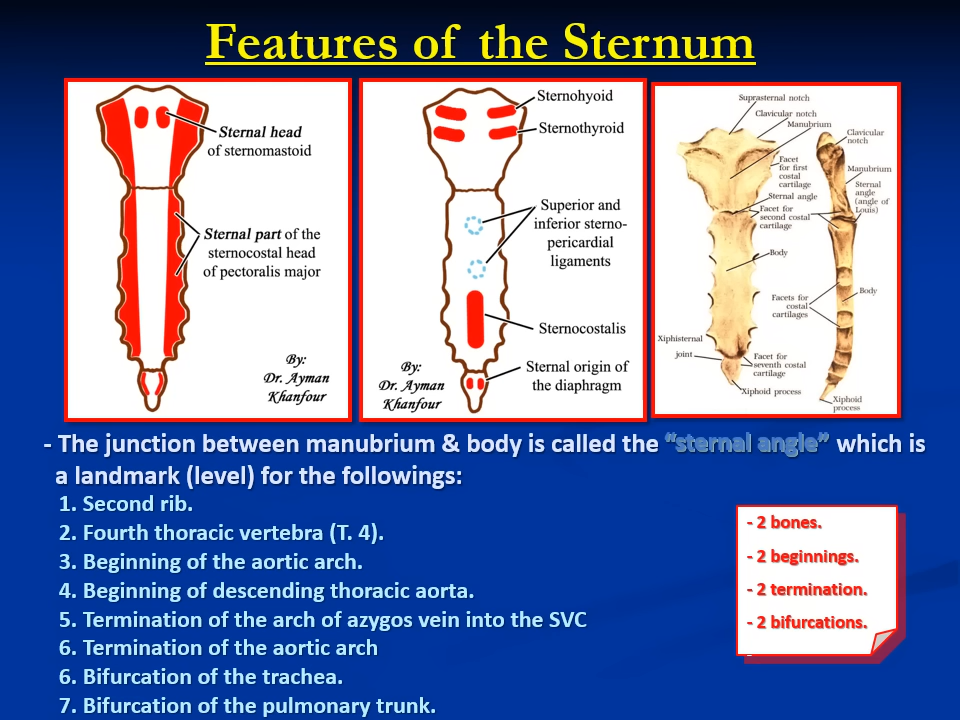 Features of the Sternum
Sternal head
of sternomastoid
Sternal part of the
sternocostal head
of pectoralis major
By:
Dr. Ayman
Khanfour
Sternohyoid
Sternothyroid
Superior and
inferior sterno-
pericardial
ligaments
Sternocostalis
Sternal origin of
the diaphragm
By:
Dr. Ayman
Khanfour
Suprasternal notch
Clavicular notch
Manubrium
Facet
for first
costal
cartilage
Sternal angle
Facet for
second costal
cartilage
Body
Facets for
costal
cartilages
Xiphisternal
joint
Facet for
seventh costal
cartilage
Xiphoid process
Clavicular
notch
Manubrium
Sternal
angle
(angle of
Louis)
Body
Xiphoid
process
- The junction between manubrium & body is called the “sternal angle” which is
a landmark (level) for the followings:
1. Second rib.
2. Fourth thoracic vertebra (T. 4).
3. Beginning of the aortic arch.
4. Beginning of descending thoracic aorta.
5. Termination of the arch of azygos vein into the SVC
6. Termination of the aortic arch
6. Bifurcation of the trachea.
7. Bifurcation of the pulmonary trunk.
- 2 bones.
- 2 beginnings.
- 2 termination.
- 2 bifurcations.
-